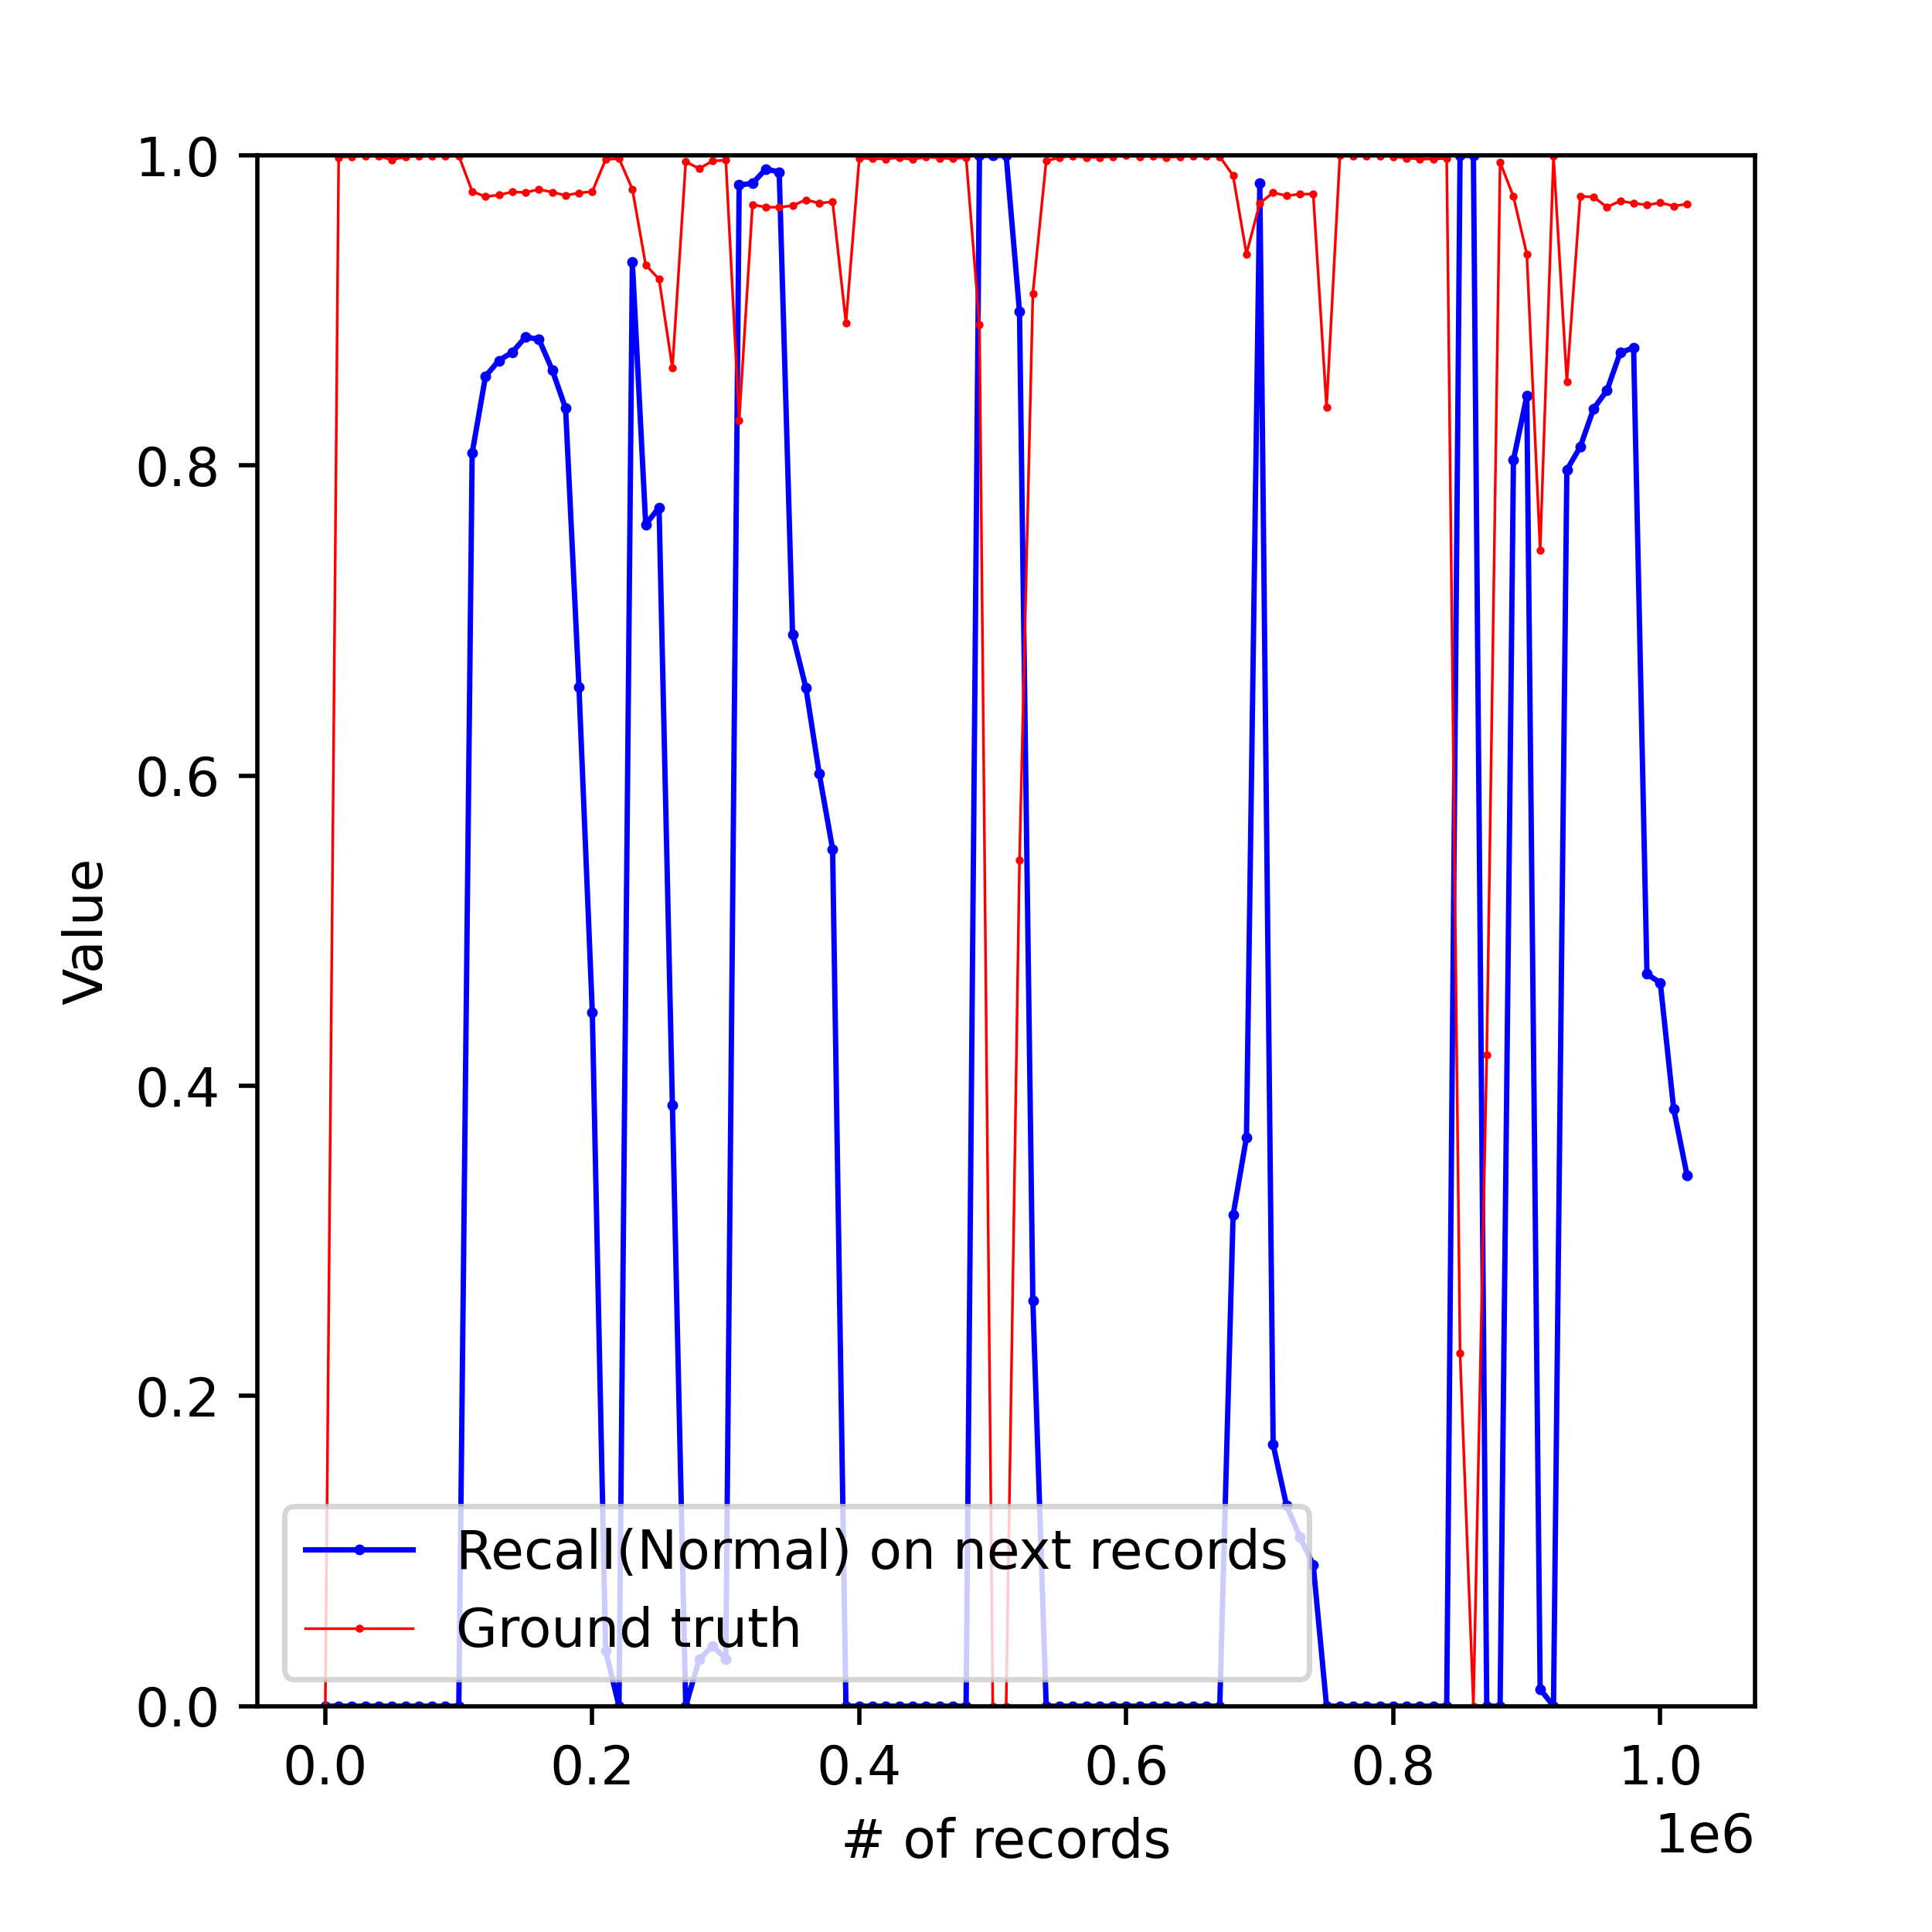 1.0
0.8
0.6
0.4
0.2
0.0
Value
Recall(Normal) on next records
Ground truth
0.0 0.2 0.4 0.6 0.8 1.0
1e6
# of records